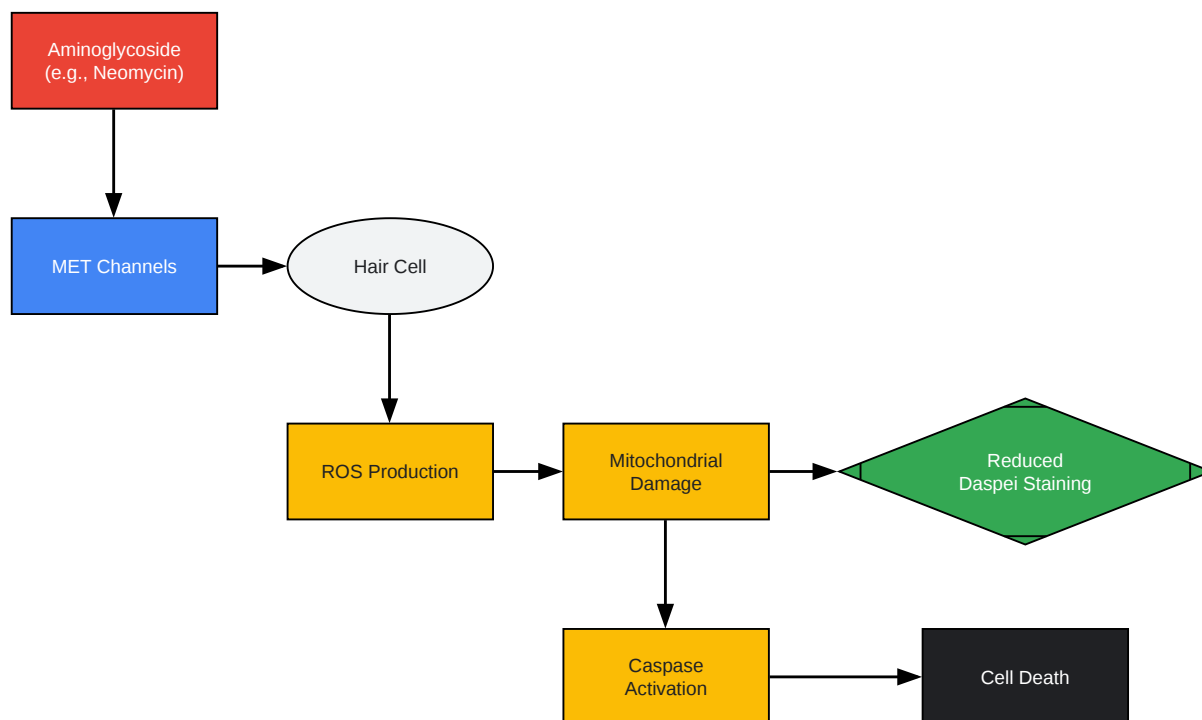 Aminoglycoside
(e.g., Neomycin)
MET Channels
Hair Cell
ROS Production
Mitochondrial
Damage
Reduced
Daspei Staining
Caspase
Activation
Cell Death